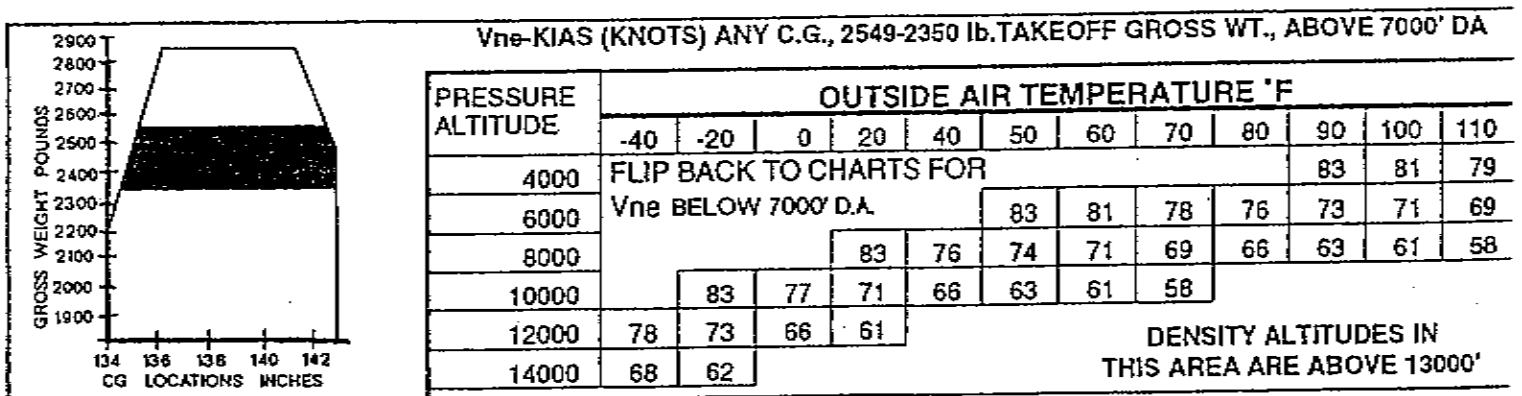 Vne-KIAS (KNOTS) ANY C.G., 2549-2350 lb.TAKEOFF GROSS WT., ABOVE 7000' DA
2900
2800
2700
2600
2500
2400
2300
2200
2100
2000
1900
GROSS WEIGHT POUNDS
134 136 138 140 142
CG LOCATIONS INCHES
PRESSURE ALTITUDE
OUTSIDE AIR TEMPERATURE °F
-40 -20 0 20 40 50 60 70 80 90 100 110
4000 FLIP BACK TO CHARTS FOR 83 81 79
6000 Vne BELOW 7000' D.A. 83 81 78 76 73 71 69
8000 83 76 74 71 69 66 63 61 58
10000 83 77 71 66 63 61 58
12000 78 73 66 61
14000 68 62
DENSITY ALTITUDES IN
THIS AREA ARE ABOVE 13000'